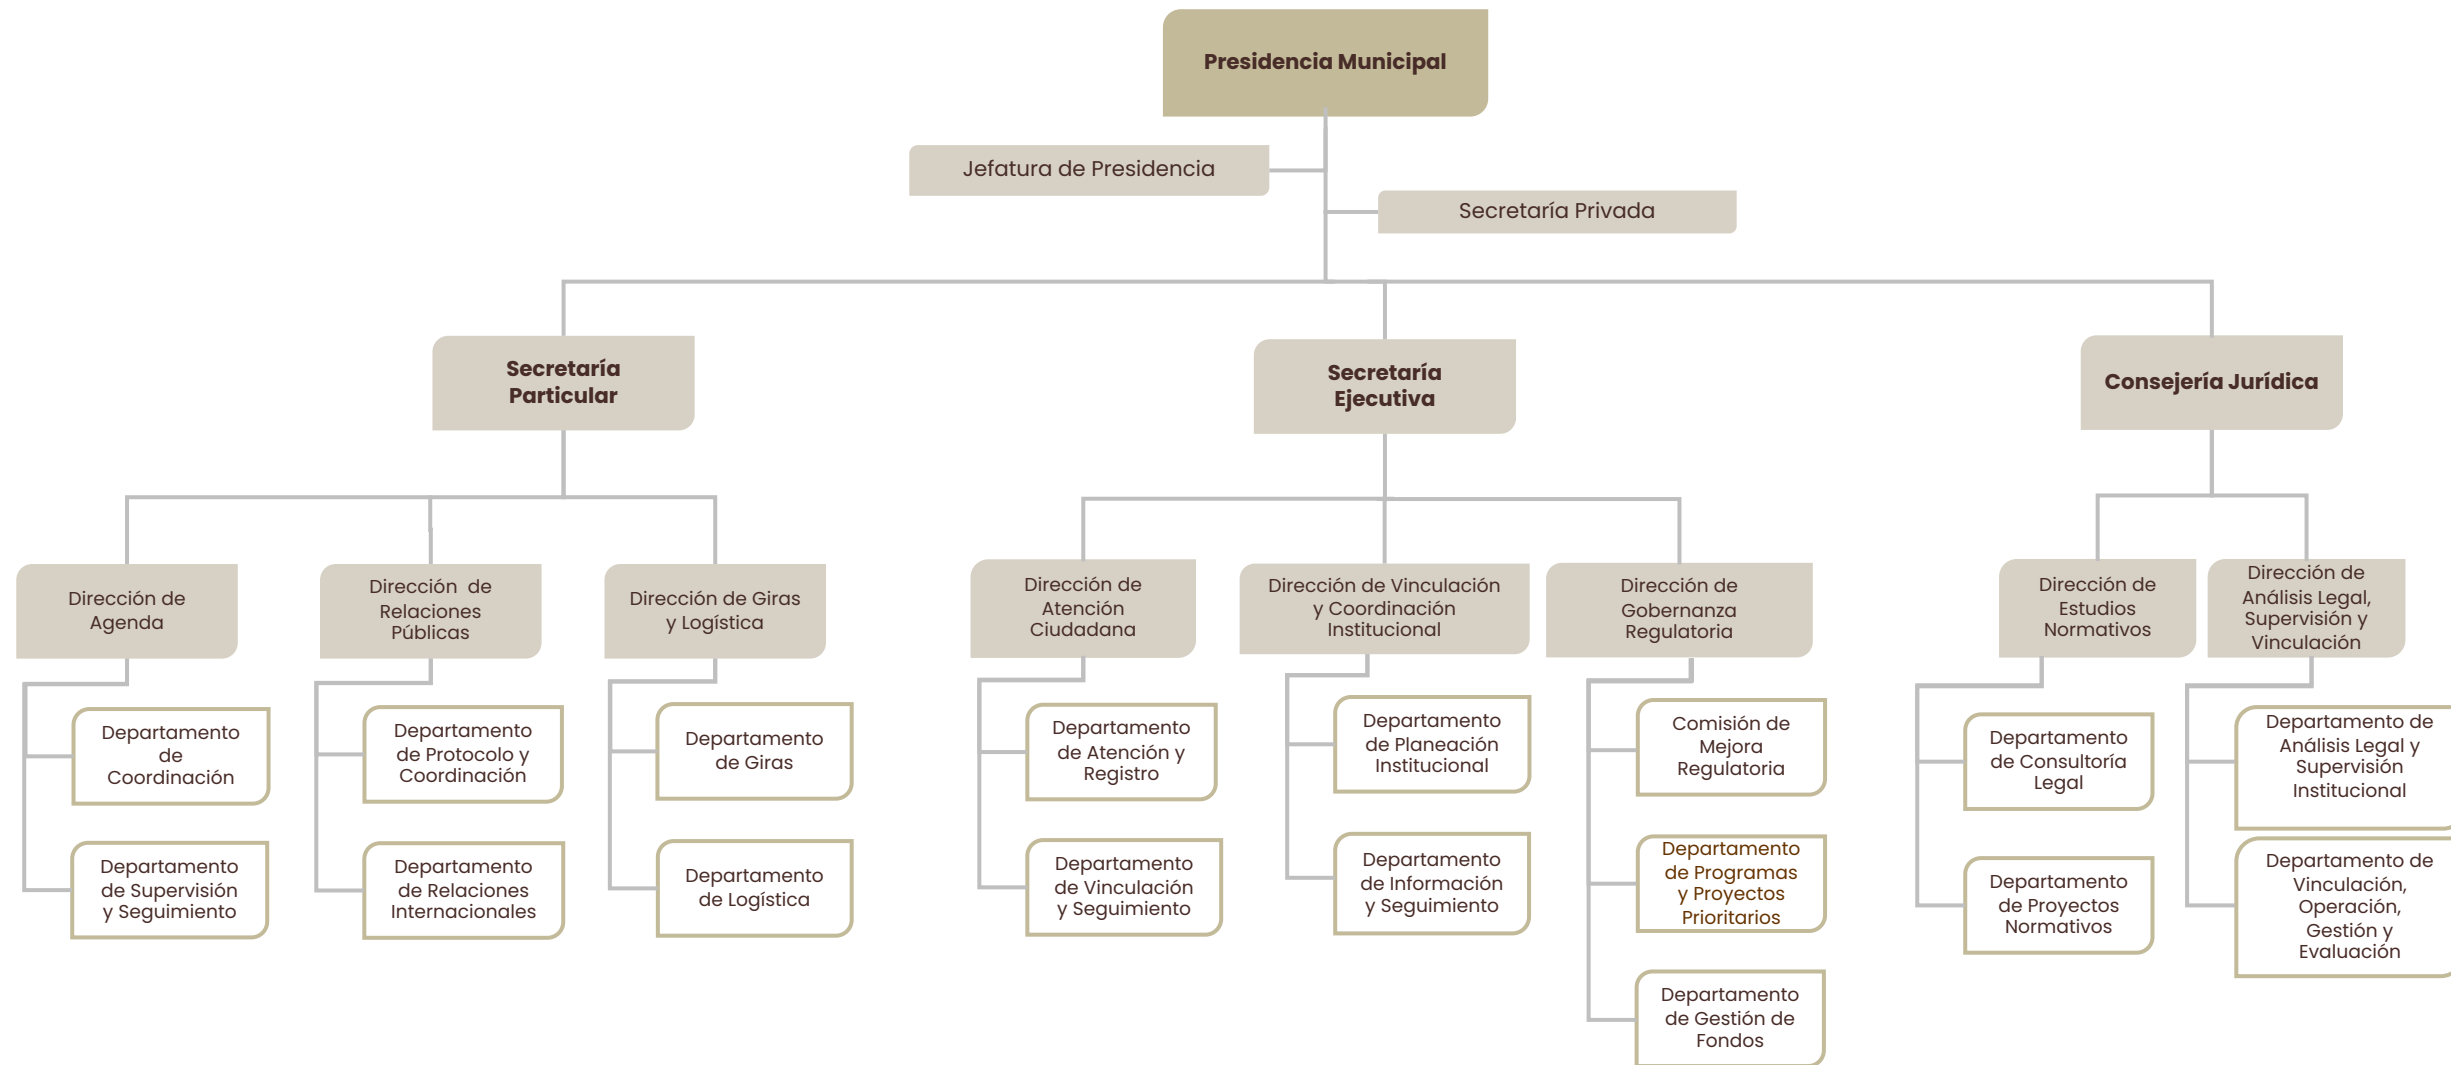 Presidencia Municipal
Jefatura de Presidencia
Secretaría Privada
Secretaría
Particular
Secretaría
Ejecutiva
Consejería Jurídica
Dirección de
Agenda
Dirección de
Relaciones
Públicas
Dirección de Giras
y Logística
Dirección de
Atención
Ciudadana
Dirección de Vinculación
y Coordinación
Institucional
Dirección de
Gobernanza
Regulatoria
Dirección de
Estudios
Normativos
Dirección de
Análisis Legal,
Supervisión y
Vinculación
Departamento
de
Coordinación
Departamento
de Protocolo y
Coordinación
Departamento
de Giras
Departamento
de Atención y
Registro
Departamento
de Planeación
Institucional
Comisión de
Mejora
Regulatoria
Departamento
de Consultoría
Legal
Departamento de
Análisis Legal y
Supervisión
Institucional
Departamento
de Supervisión
y Seguimiento
Departamento
de Relaciones
Internacionales
Departamento
de Logística
Departamento
de Vinculación
y Seguimiento
Departamento
de Información
y Seguimiento
Departamento
de Programas
y Proyectos
Prioritarios
Departamento
de Proyectos
Normativos
Departamento de
Vinculación,
Operación,
Gestión y
Evaluación
Departamento
de Gestión de
Fondos